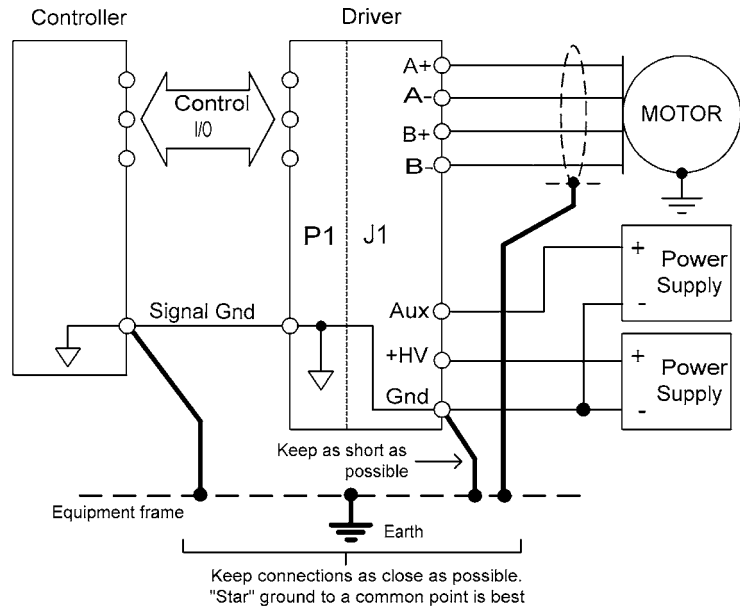 Controller
Driver
Control
I/O
P1
J1
A+
A-
B+
B-
MOTOR
Signal Gnd
Aux
+HV
Gnd
+
-
Power
Supply
+
-
Power
Supply
Keep as short as
possible
Equipment frame
Earth
Keep connections as close as possible.
"Star" ground to a common point is best